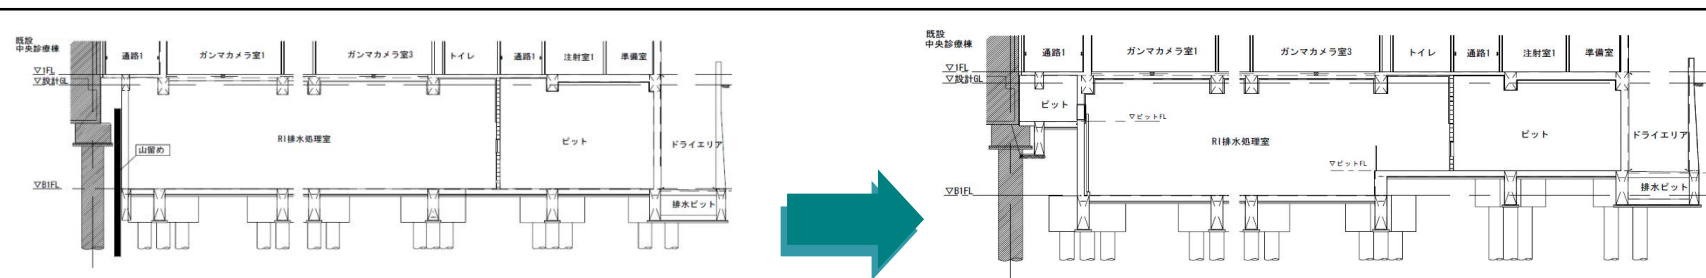 既設
中央診療棟
通路1
ガンマカメラ室1
ガンマカメラ室3
トイレ
通路1
注射室1
準備室
▽1FL
▽設計GL
RI排水処理室
ピット
ドライエリア
山留め
▽B1FL
排水ピット
既設
中央診療棟
通路1
ガンマカメラ室1
ガンマカメラ室3
トイレ
通路1
注射室1
準備室
▽1FL
▽設計GL
ピット
▽ピットFL
RI排水処理室
ピット
ドライエリア
▽ピットFL
▽B1FL
排水ピット